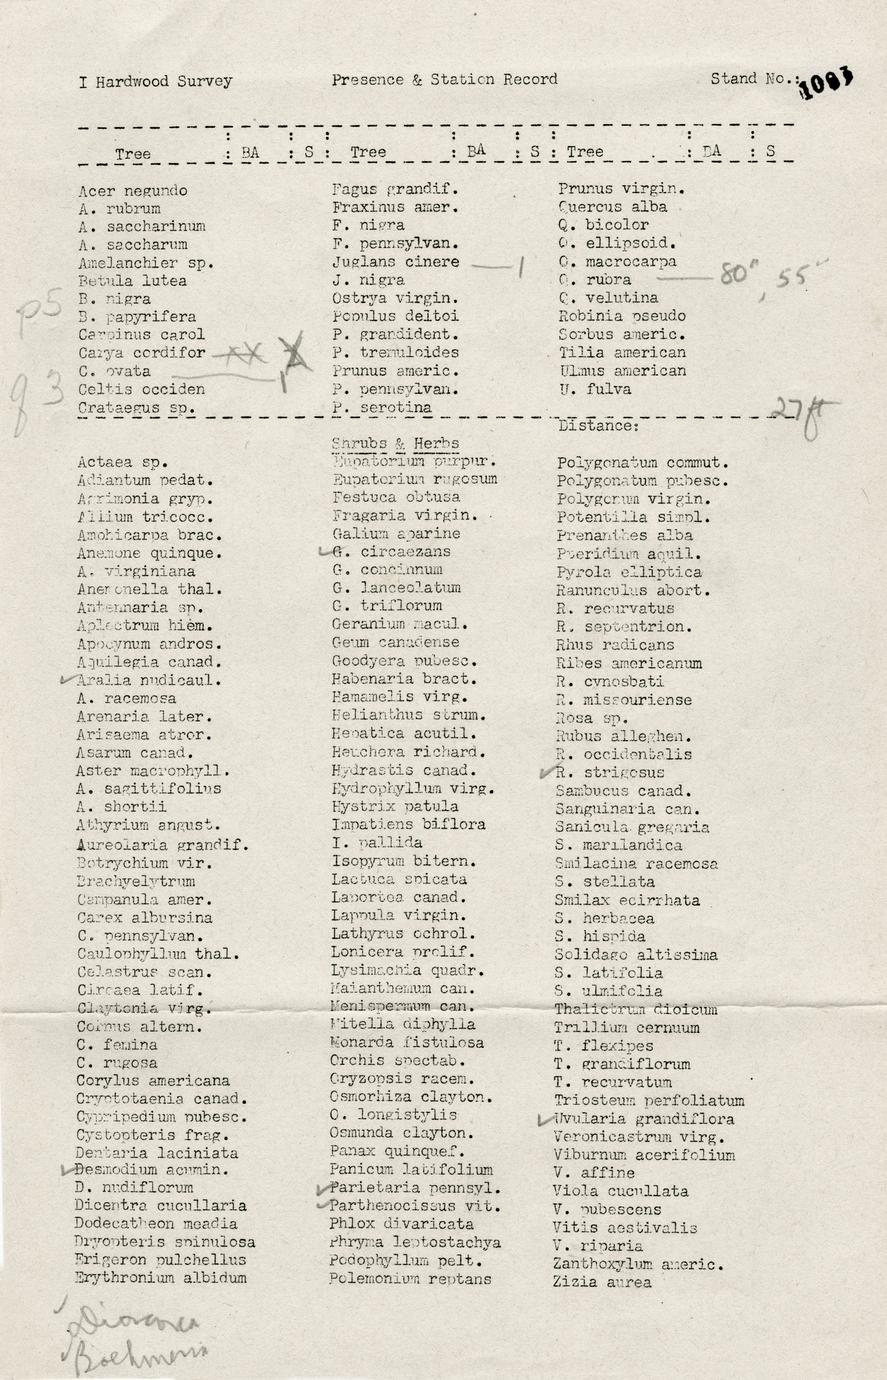 I Hardwood Survey Presence & Station Record Stand No.:
Tree : BA : S : Tree : BA : S : Tree : BA : S
Acer negundo Fagus grandif. Prunus virgin.
A. rubrum Fraxinus amer. Quercus alba
A. saccharinum F. nigra Q. bicolor
A. saccharum F. pennsylvan. Q. ellipsoid.
Amelanchier sp. Juglans cinere — 1 Q. macrocarpa
Betula lutea J. nigra Q. rubra — 80", 55"
p5 B. nigra Ostrya virgin. Q. velutina
B. papyrifera Populus deltoi Robinia pseudo
Carpinus carol P. grandident. Sorbus americ.
Carya cordifor P. tremuloides Tilia american
C. ovata — 1 Prunus americ. Ulmus american
q3 Celtis occiden P. pennsylvan. U. fulva
Crataegus sp. P. serotina
Distance: 27 ft
Shrubs & Herbs
Actaea sp. Eupatorium purpur. Polygonatum commut.
Adiantum pedat. Eupatorium rugosum Polygonatum pubesc.
Agrimonia gryp. Festuca obtusa Polygonum virgin.
Allium tricocc. Fragaria virgin. Potentilla simpl.
Amphicarpa brac. Galium aparine Prenanthes alba
Anemone quinque. ✓G. circaezans Pteridium aquil.
A. virginiana G. concinnum Pyrola elliptica
Anemonella thal. G. lanceolatum Ranunculus abort.
Antennaria sp. G. triflorum R. recurvatus
Aplectrum hiem. Geranium macul. R. septentrion.
Apocynum andros. Geum canadense Rhus radicans
Aquilegia canad. Goodyera pubesc. Ribes americanum
✓Aralia nudicaul. Habenaria bract. R. cynosbati
A. racemosa Hamamelis virg. R. missouriense
Arenaria later. Helianthus strum. Rosa sp.
Arisaema atror. Hepatica acutil. Rubus alleghen.
Asarum canad. Heuchera richard. R. occidentalis
Aster macrophyll. Hydrastis canad. ✓R. strigosus
A. sagittifolius Hydrophyllum virg. Sambucus canad.
A. shortii Hystrix patula Sanguinaria can.
Athyrium angust. Impatiens biflora Sanicula gregaria
Aureolaria grandif. I. pallida S. marilandica
Botrychium vir. Isopyrum bitern. Smilacina racemosa
Brachyelytrum Lactuca spicata S. stellata
Campanula amer. Laportea canad. Smilax ecirrhata
Carex albursina Lappula virgin. S. herbacea
C. pennsylvan. Lathyrus ochrol. S. hispida
Caulophyllum thal. Lonicera prolif. Solidago altissima
Celastrus scan. Lysimachia quadr. S. latifolia
Circaea latif. Maianthemum can. S. ulmifolia
Claytonia virg. Menispermum can. Thalictrum dioicum
Cornus altern. Mitella diphylla Trillium cernuum
C. femina Monarda fistulosa T. flexipes
C. rugosa Orchis spectab. T. grandiflorum
Corylus americana Oryzopsis racem. T. recurvatum
Cryptotaenia canad. Osmorhiza clayton. Triosteum perfoliatum
Cypripedium pubesc. O. longistylis ✓Uvularia grandiflora
Cystopteris frag. Osmunda clayton. Veronicastrum virg.
Dentaria laciniata Panax quinquef. Viburnum acerifolium
✓Desmodium acumin. Panicum latifolium V. affine
D. nudiflorum ✓Parietaria pennsyl. Viola cucullata
Dicentra cucullaria ✓Parthenocissus vit. V. pubescens
Dodecatheon meadia Phlox divaricata Vitis aestivalis
Dryopteris spinulosa Phryma leptostachya V. riparia
Erigeron pulchellus Podophyllum pelt. Zanthoxylum americ.
Erythronium albidum Polemonium reptans Zizia aurea
✓Dioscorea
✓Boehmeria